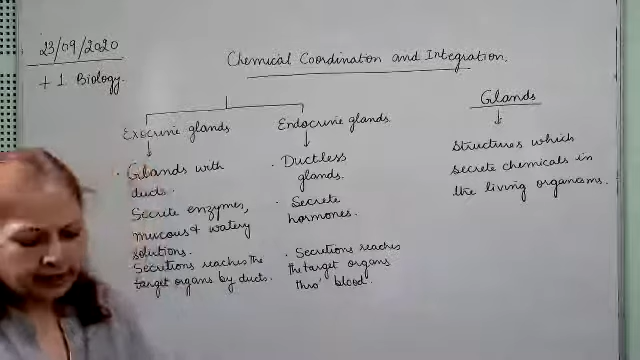 23/09/2020
+1 Biology.
Chemical Coordination and Integration.
Exocrine glands
· Glands with
ducts.
Secrete enzymes,
mucous & watery
solutions.
Secretions reaches the
target organs by ducts.
Endocrine glands.
· Ductless
glands.
· Secrete
hormones.
· Secretions reaches
the target organs
thro' blood.
Glands
Structures which
secrete chemicals in
the living organisms.